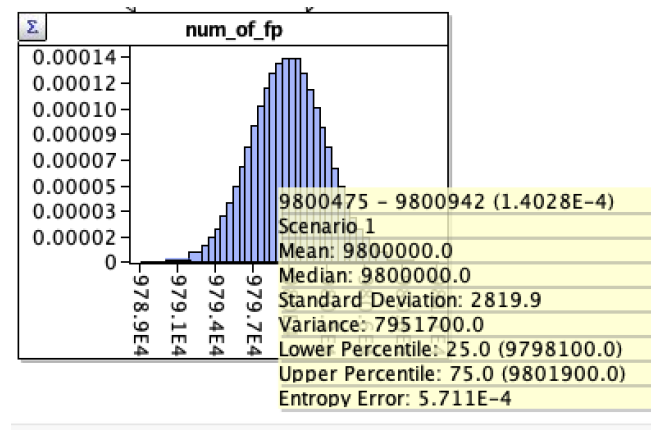 Σ
num_of_fp
0.00014
0.00012
0.00010
0.00009
0.00007
0.00005
0.00003
0.00002
0
978.9E4
979.1E4
979.4E4
979.7E4
9800475 - 9800942 (1.4028E-4)
Scenario 1
Mean: 9800000.0
Median: 9800000.0
Standard Deviation: 2819.9
Variance: 7951700.0
Lower Percentile: 25.0 (9798100.0)
Upper Percentile: 75.0 (9801900.0)
Entropy Error: 5.711E-4